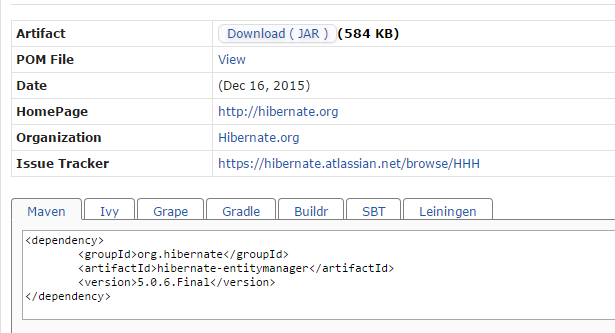 Artifact Download ( JAR ) (584 KB)
POM File View
Date (Dec 16, 2015)
HomePage http://hibernate.org
Organization Hibernate.org
Issue Tracker https://hibernate.atlassian.net/browse/HHH
Maven Ivy Grape Gradle Buildr SBT Leiningen
<dependency>
<groupId>org.hibernate</groupId>
<artifactId>hibernate-entitymanager</artifactId>
<version>5.0.6.Final</version>
</dependency>